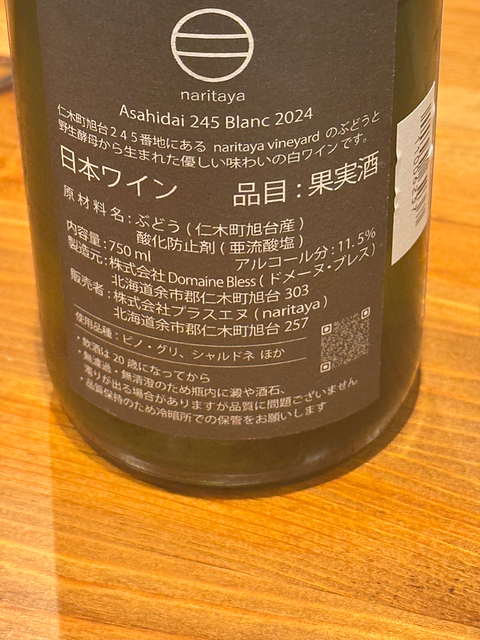 naritaya
Asahidai 245 Blanc 2024
仁木町旭台245番地にある naritaya vineyard のぶどうと
野生酵母から生まれた優しい味わいの白ワインです。
日本ワイン 品目:果実酒
原材料名:ぶどう(仁木町旭台産)
酸化防止剤(亜流酸塩)
内容量:750 ml アルコール分:11.5%
製造元:株式会社 Domaine Bless (ドメーヌ・ブレス)
北海道余市郡仁木町旭台 303
販売者:株式会社プラスエヌ (naritaya)
北海道余市郡仁木町旭台 257
使用品種:ピノ・グリ、シャルドネ ほか
・飲酒は20歳になってから
・無濾過・無清澄のため瓶内に澱や酒石、
濁りが出る場合がありますが品質に問題ございません
・品質保持のため冷暗所での保管をお願いします